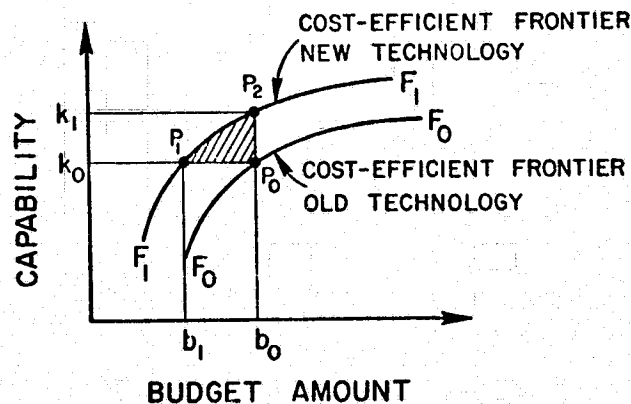 COST-EFFICIENT FRONTIER
NEW TECHNOLOGY
P₂
F₁
k₁
P₁
F₀
k₀
P₀
COST-EFFICIENT FRONTIER
OLD TECHNOLOGY
CAPABILITY
F₁
F₀
b₁ b₀
BUDGET AMOUNT